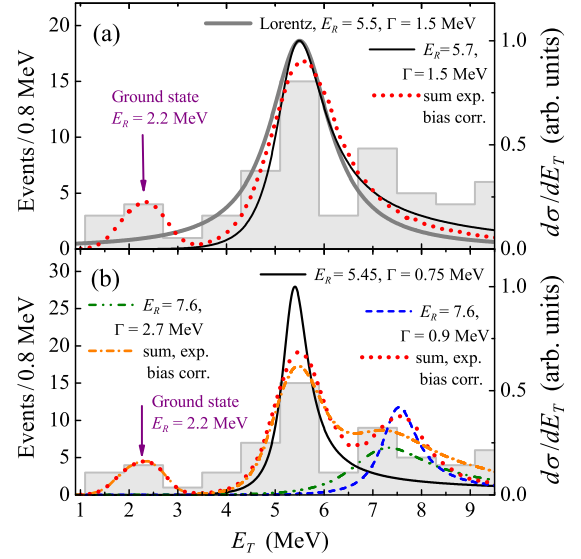 (a)
Lorentz, E_R = 5.5, Γ = 1.5 MeV
E_R = 5.7,
Γ = 1.5 MeV
sum exp.
bias corr.
Ground state
E_R = 2.2 MeV
Events / 0.8 MeV
20
15
10
5
0
1.0
0.5
0.0
dσ/dE_T (arb. units)
(b)
E_R = 5.45, Γ = 0.75 MeV
E_R = 7.6,
Γ = 2.7 MeV
sum, exp.
bias corr.
E_R = 7.6,
Γ = 0.9 MeV
sum, exp.
bias corr.
Ground state
E_R = 2.2 MeV
Events / 0.8 MeV
30
25
20
15
10
5
0
1.0
0.5
0.0
dσ/dE_T (arb. units)
1 2 3 4 5 6 7 8 9
E_T (MeV)